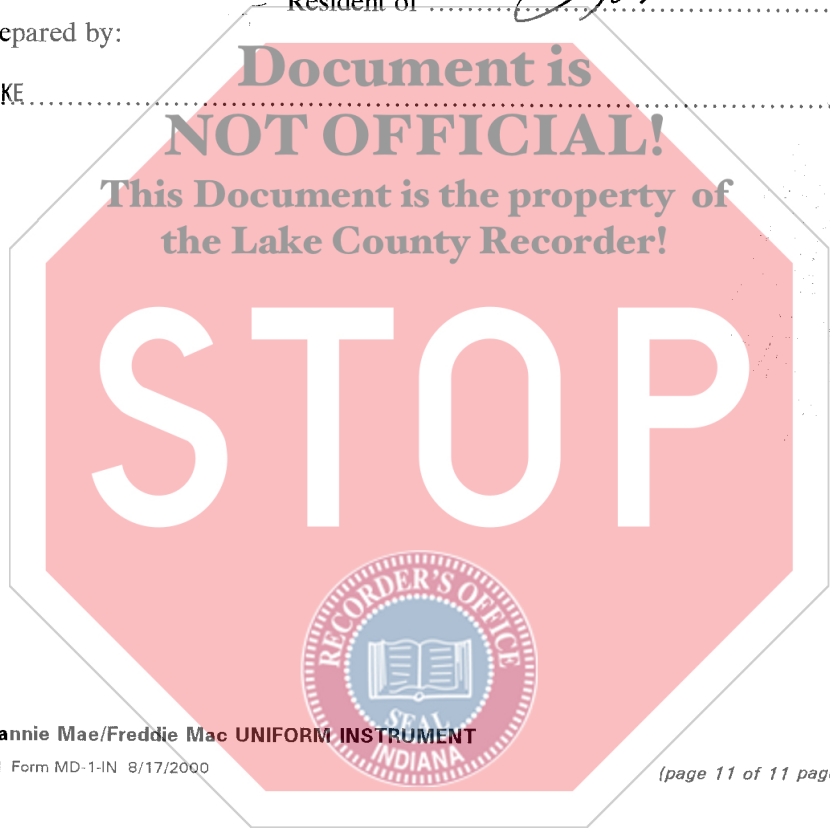 Resident of
epared by:
Document is
KE
NOT OFFICIAL!
This Document is the property of
the Lake County Recorder!
STOP
RECORDER'S OFFICE
SEAL
INDIANA
annie Mae/Freddie Mac UNIFORM INSTRUMENT
Form MD-1-IN 8/17/2000
(page 11 of 11 pag